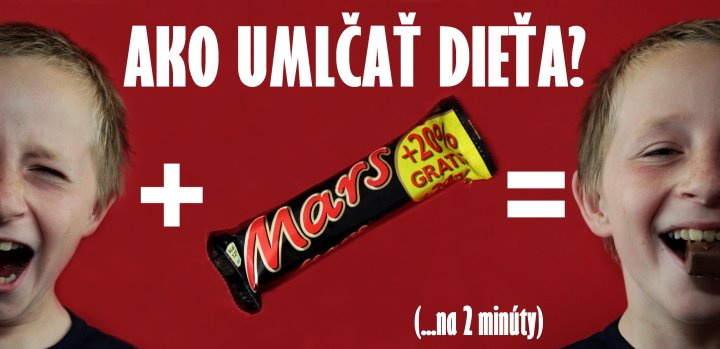 AKO UMLČAŤ DIEŤA?
+
Mars
+20%
GRATIS
=
(...na 2 minúty)